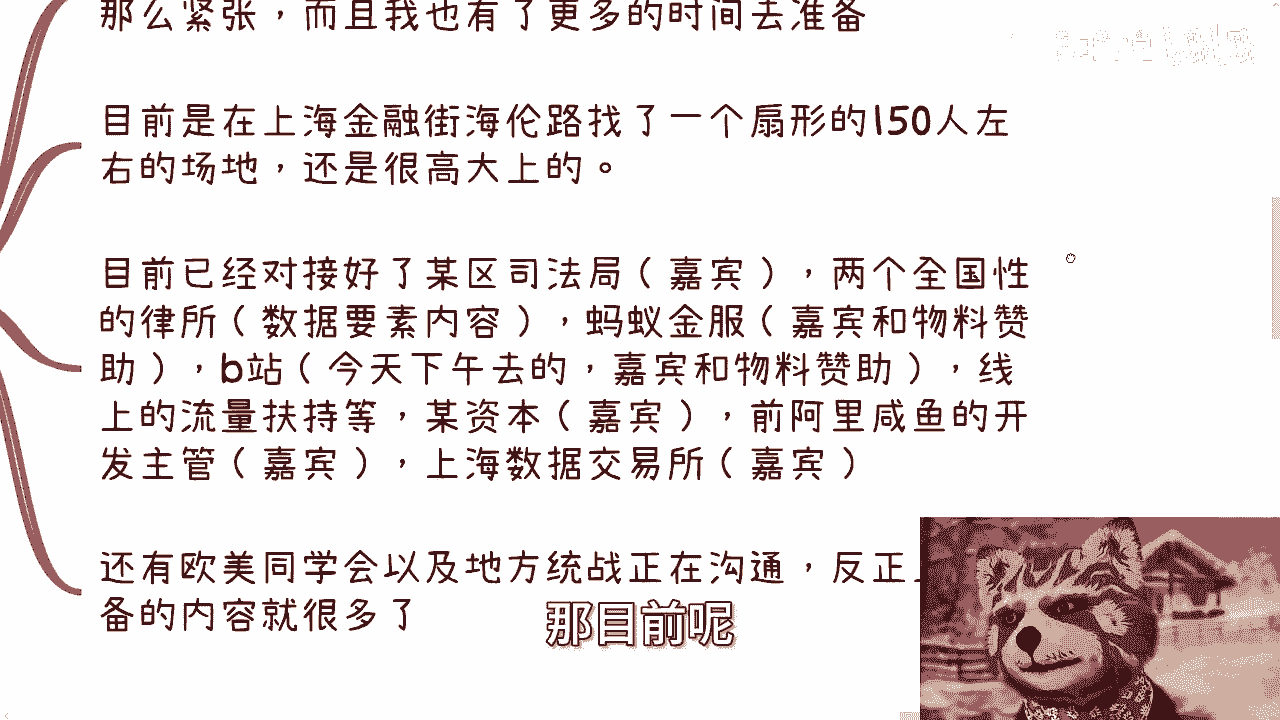 那么紧张，而且我也有了更多的时间去准备
目前是在上海金融街海伦路找了一个扇形的150人左
右的场地，还是很高大上的。
目前已经对接好了某区司法局（嘉宾），两个全国性
的律所（数据要素内容），蚂蚁金服（嘉宾和物料赞
助），b站（今天下午去的，嘉宾和物料赞助），线
上的流量扶持等，某资本（嘉宾），前阿里咸鱼的开
发主管（嘉宾），上海数据交易所（嘉宾）
还有欧美同学会以及地方统战正在沟通，反正
备的内容就很多了
那目前呢